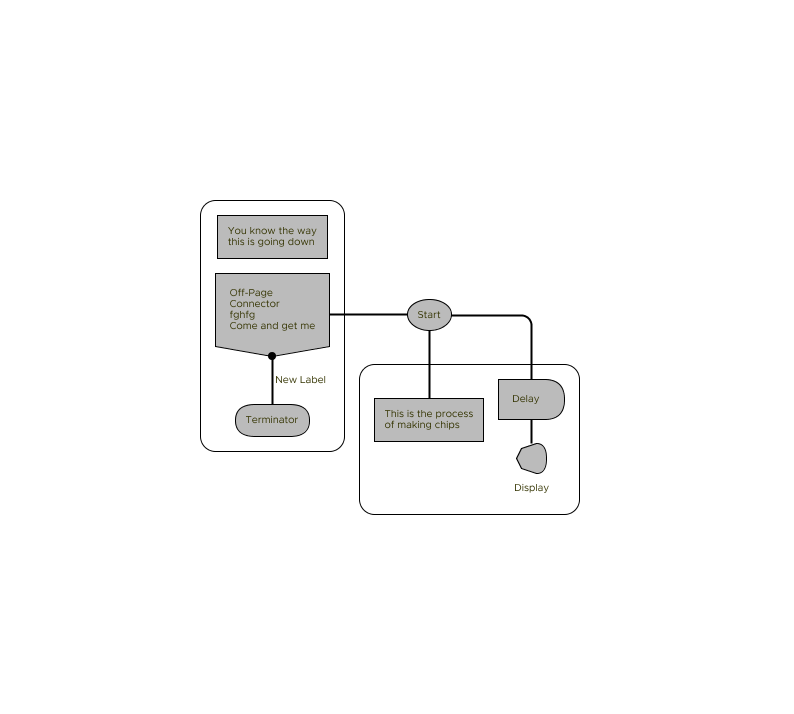 You know the way
this is going down
Off-Page
Connector
fghfg
Come and get me
Start
New Label
Delay
This is the process
of making chips
Terminator
Display